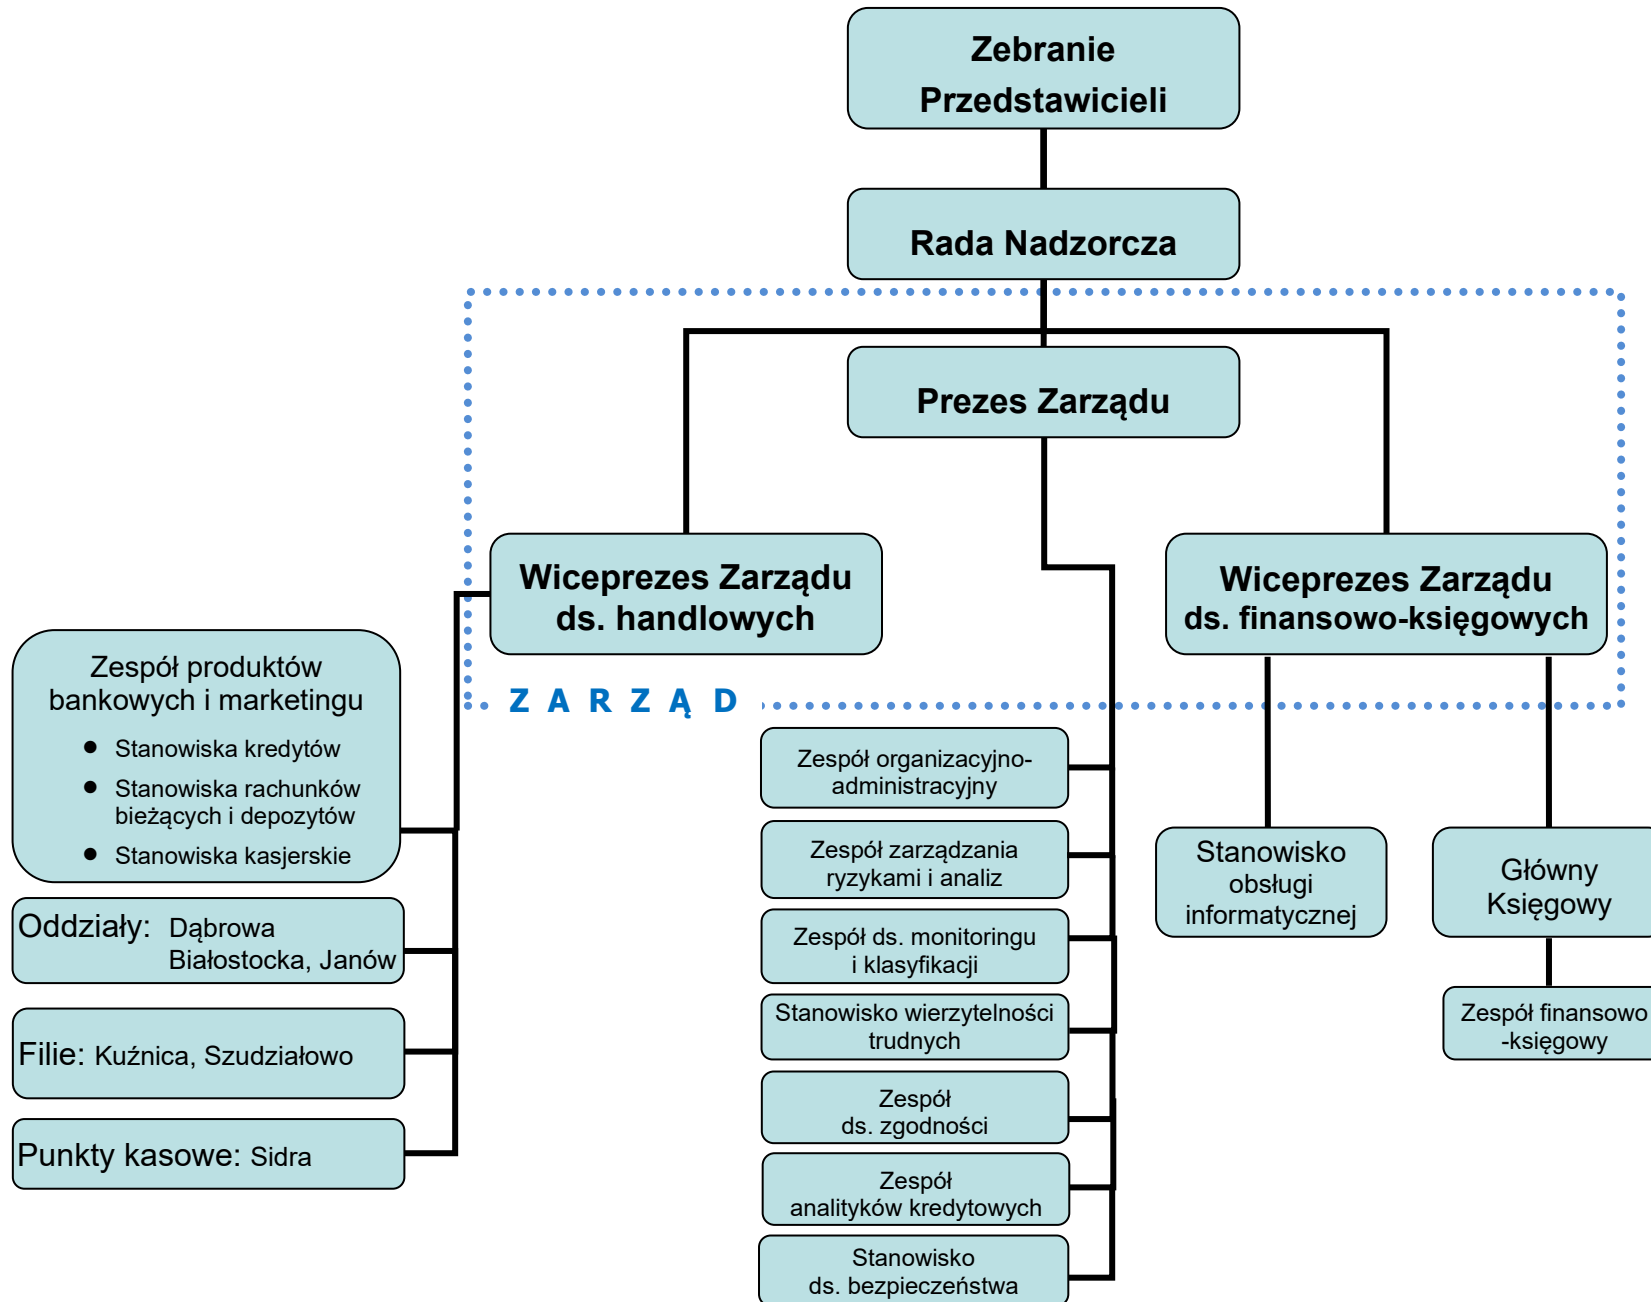 Zebranie
Przedstawicieli
Rada Nadzorcza
Prezes Zarządu
Wiceprezes Zarządu
ds. handlowych
Wiceprezes Zarządu
ds. finansowo-księgowych
Z A R Z Ą D
Zespół produktów
bankowych i marketingu
● Stanowiska kredytów
● Stanowiska rachunków
bieżących i depozytów
● Stanowiska kasjerskie
Oddziały: Dąbrowa
Białostocka, Janów
Filie: Kuźnica, Szudziałowo
Punkty kasowe: Sidra
Zespół organizacyjno-
administracyjny
Zespół zarządzania
ryzykami i analiz
Zespół ds. monitoringu
i klasyfikacji
Stanowisko wierzytelności
trudnych
Zespół
ds. zgodności
Zespół
analityków kredytowych
Stanowisko
ds. bezpieczeństwa
Stanowisko
obsługi
informatycznej
Główny
Księgowy
Zespół finansowo
-księgowy